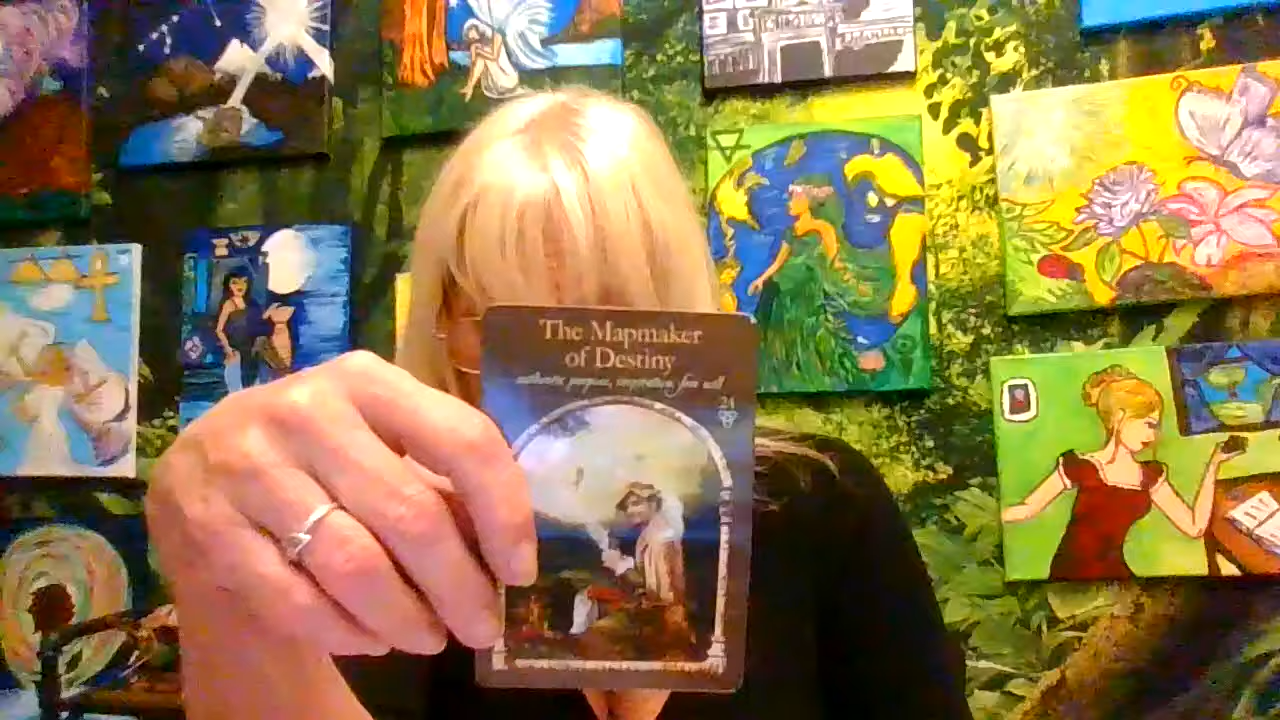 The Mapmaker
of Destiny
authentic purpose, inspiration, free will
24